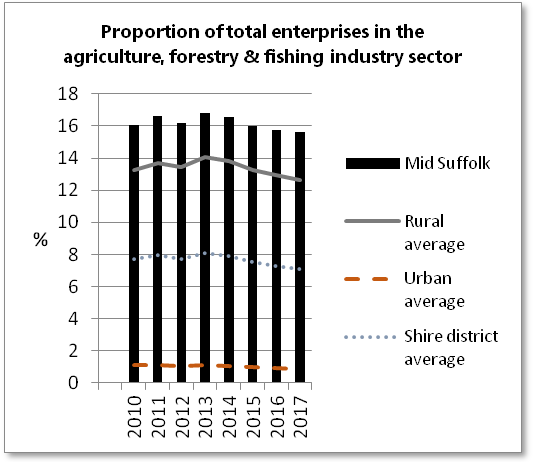 Proportion of total enterprises in the
agriculture, forestry & fishing industry sector
18
16
14
12
10
8
6
4
2
0
%
2010
2011
2012
2013
2014
2015
2016
2017
Mid Suffolk
Rural
average
Urban
average
Shire district
average